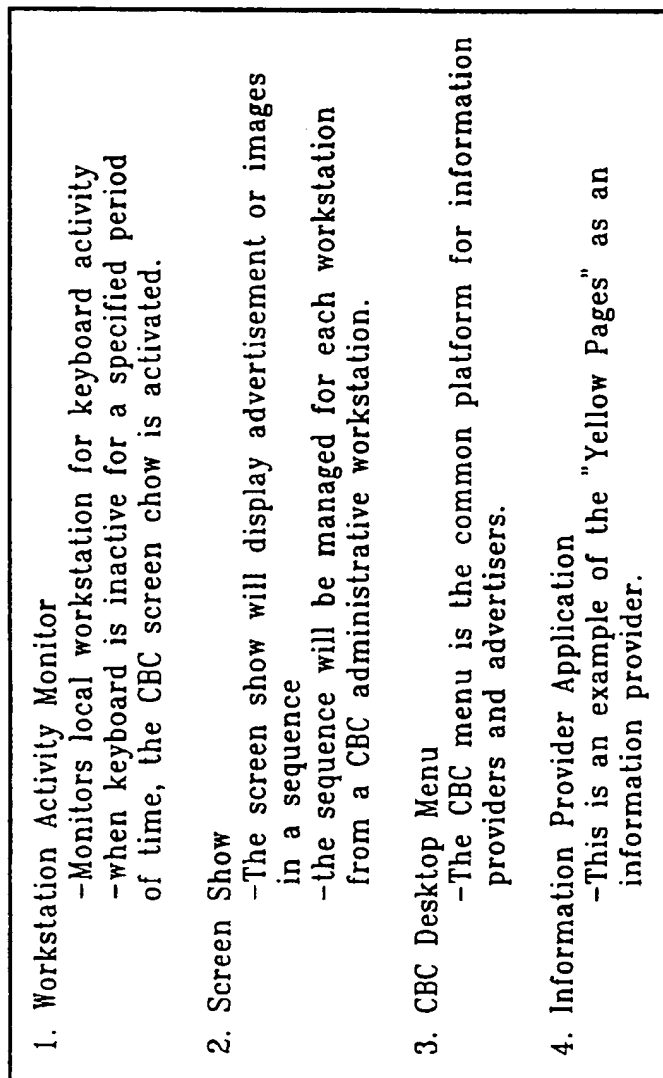 1. Workstation Activity Monitor
-Monitors local workstation for keyboard activity
-when keyboard is inactive for a specified period
of time, the CBC screen chow is activated.
2. Screen Show
-The screen show will display advertisement or images
in a sequence
-the sequence will be managed for each workstation
from a CBC administrative workstation.
3. CBC Desktop Menu
-The CBC menu is the common platform for information
providers and advertisers.
4. Information Provider Application
-This is an example of the "Yellow Pages" as an
information provider.